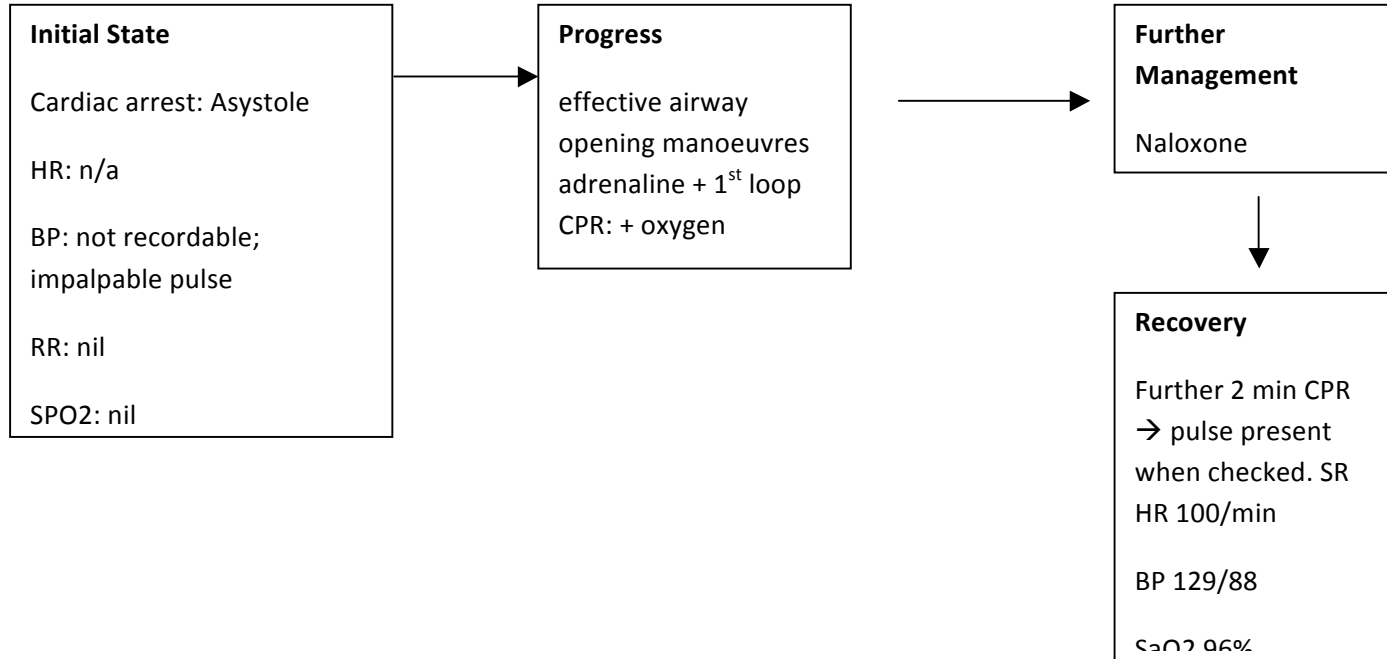 Initial State
Cardiac arrest: Asystole
HR: n/a
BP: not recordable;
impalpable pulse
RR: nil
SPO2: nil
Progress
effective airway
opening manoeuvres
adrenaline + 1st loop
CPR: + oxygen
Further
Management
Naloxone
Recovery
Further 2 min CPR
→ pulse present
when checked. SR
HR 100/min
BP 129/88
SaO2 96%